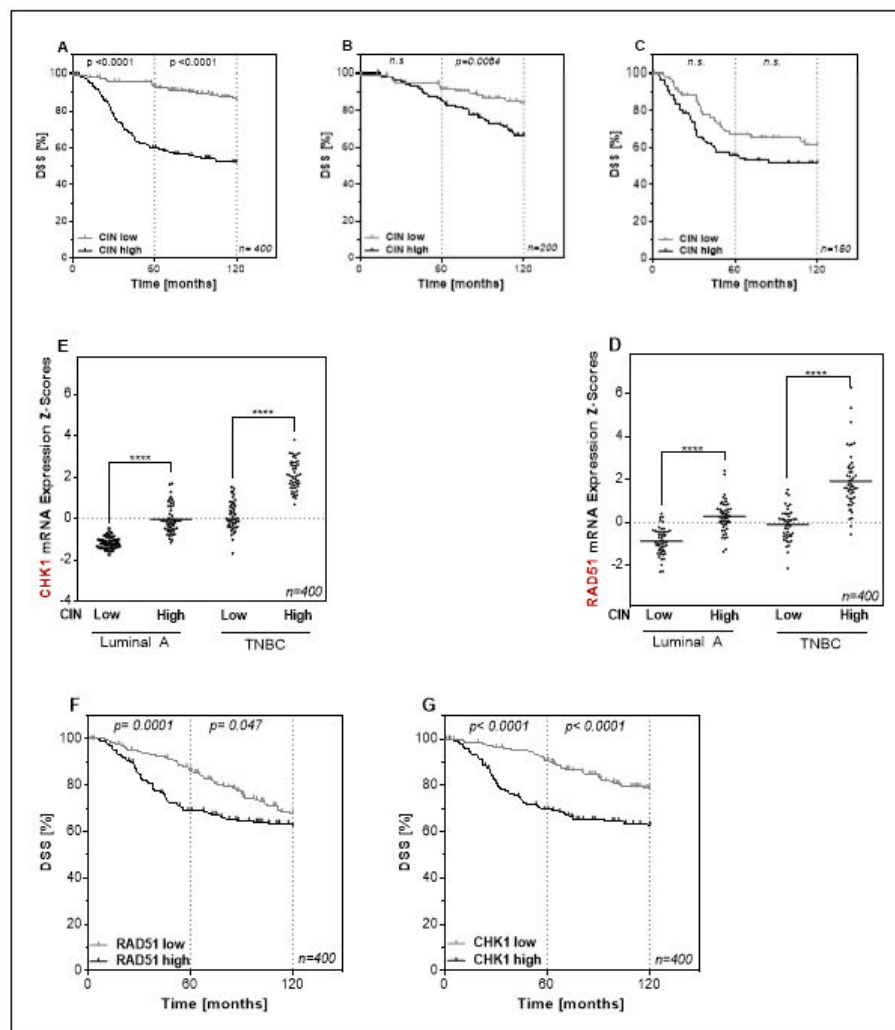 A
p <0.0001 p <0.0001
DSS [%]
100
80
60
40
20
0
CIN low
CIN high
n= 400
0 60 120
Time [months]
B
n.s p=0.0064
DSS [%]
100
80
60
40
20
0
CIN low
CIN high
n=200
0 60 120
Time [months]
C
n.s. n.s.
DSS [%]
100
80
60
40
20
0
CIN low
CIN high
n=150
0 60 120
Time [months]
E
CHK1 mRNA Expression Z-Scores
6
4
2
0
-2
-4
****
****
n=400
CIN Low High Low High
Luminal A TNBC
D
RAD51 mRNA Expression Z-Scores
6
4
2
0
-2
****
****
n=400
CIN Low High Low High
Luminal A TNBC
F
p= 0.0001 p= 0.047
DSS [%]
100
80
60
40
20
0
RAD51 low
RAD51 high
n=400
0 60 120
Time [months]
G
p< 0.0001 p< 0.0001
DSS [%]
100
80
60
40
20
0
CHK1 low
CHK1 high
n=400
0 60 120
Time [months]